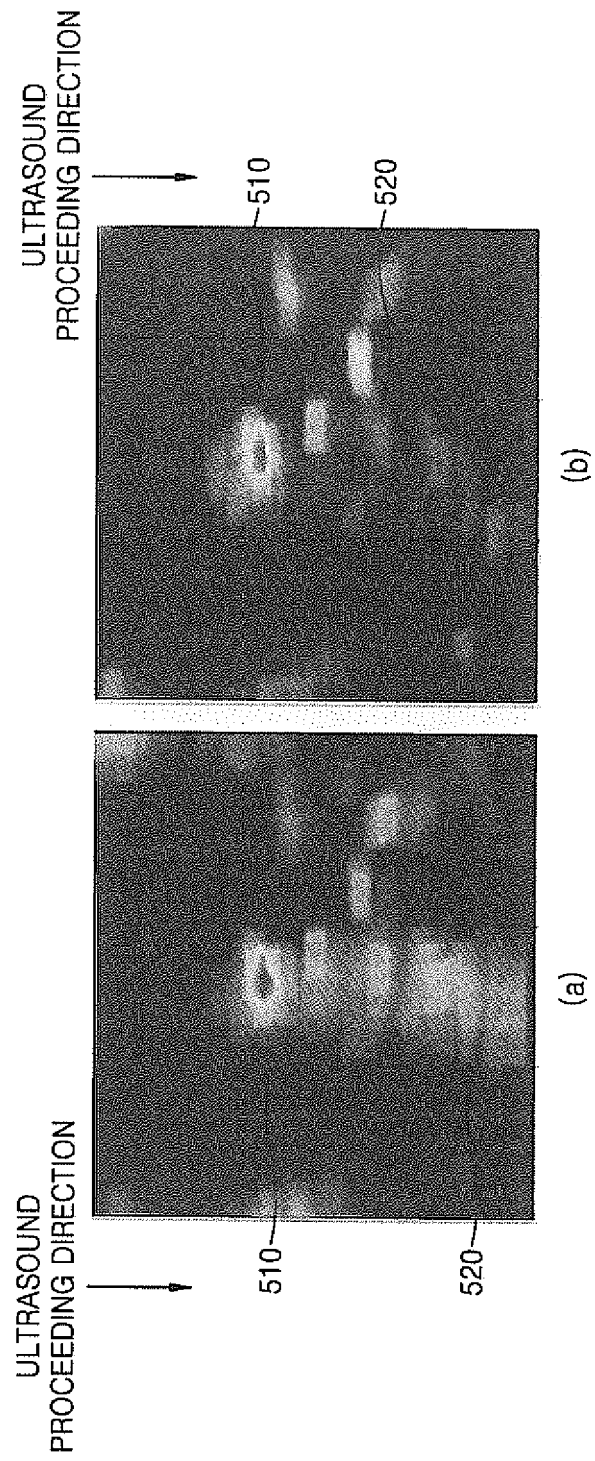 ULTRASOUND
PROCEEDING DIRECTION
510
520
(a)
ULTRASOUND
PROCEEDING DIRECTION
510
520
(b)